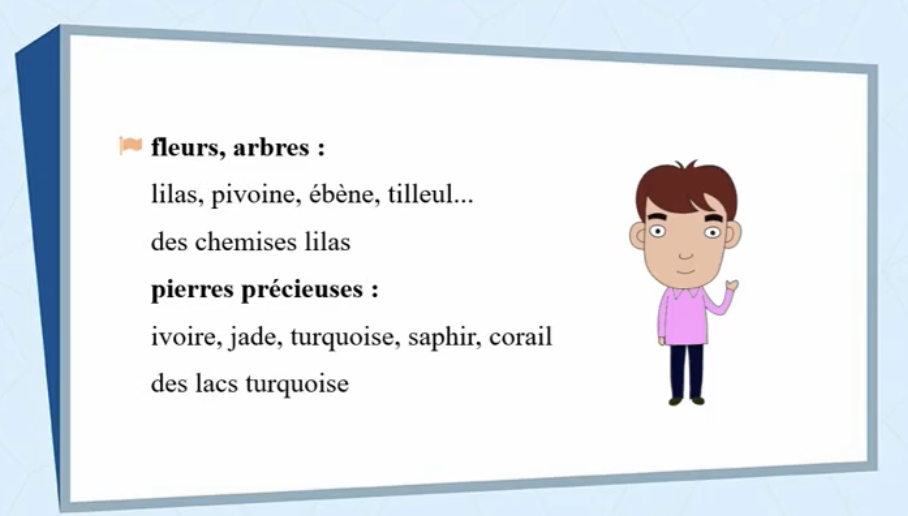 fleurs, arbres :
lilas, pivoine, ébène, tilleul...
des chemises lilas
pierres précieuses :
ivoire, jade, turquoise, saphir, corail
des lacs turquoise